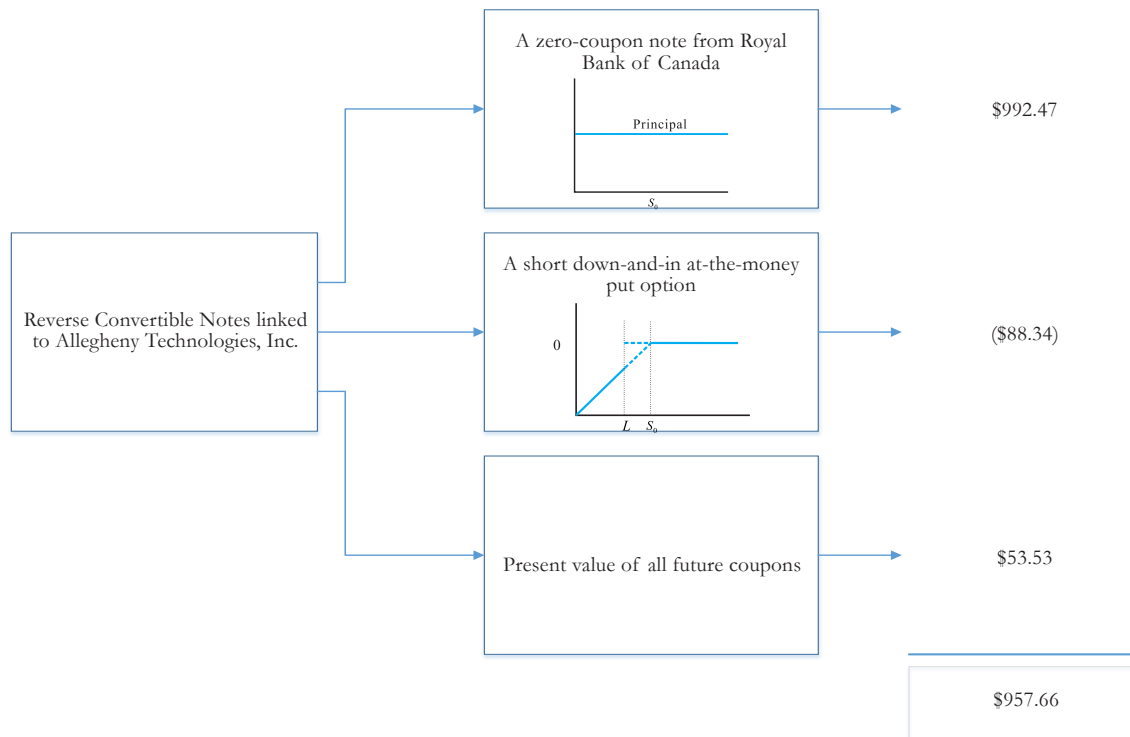 A zero-coupon note from Royal
Bank of Canada
Principal
S₀
$992.47
Reverse Convertible Notes linked
to Allegheny Technologies, Inc.
A short down-and-in at-the-money
put option
0
L S₀
($88.34)
Present value of all future coupons
$53.53
$957.66